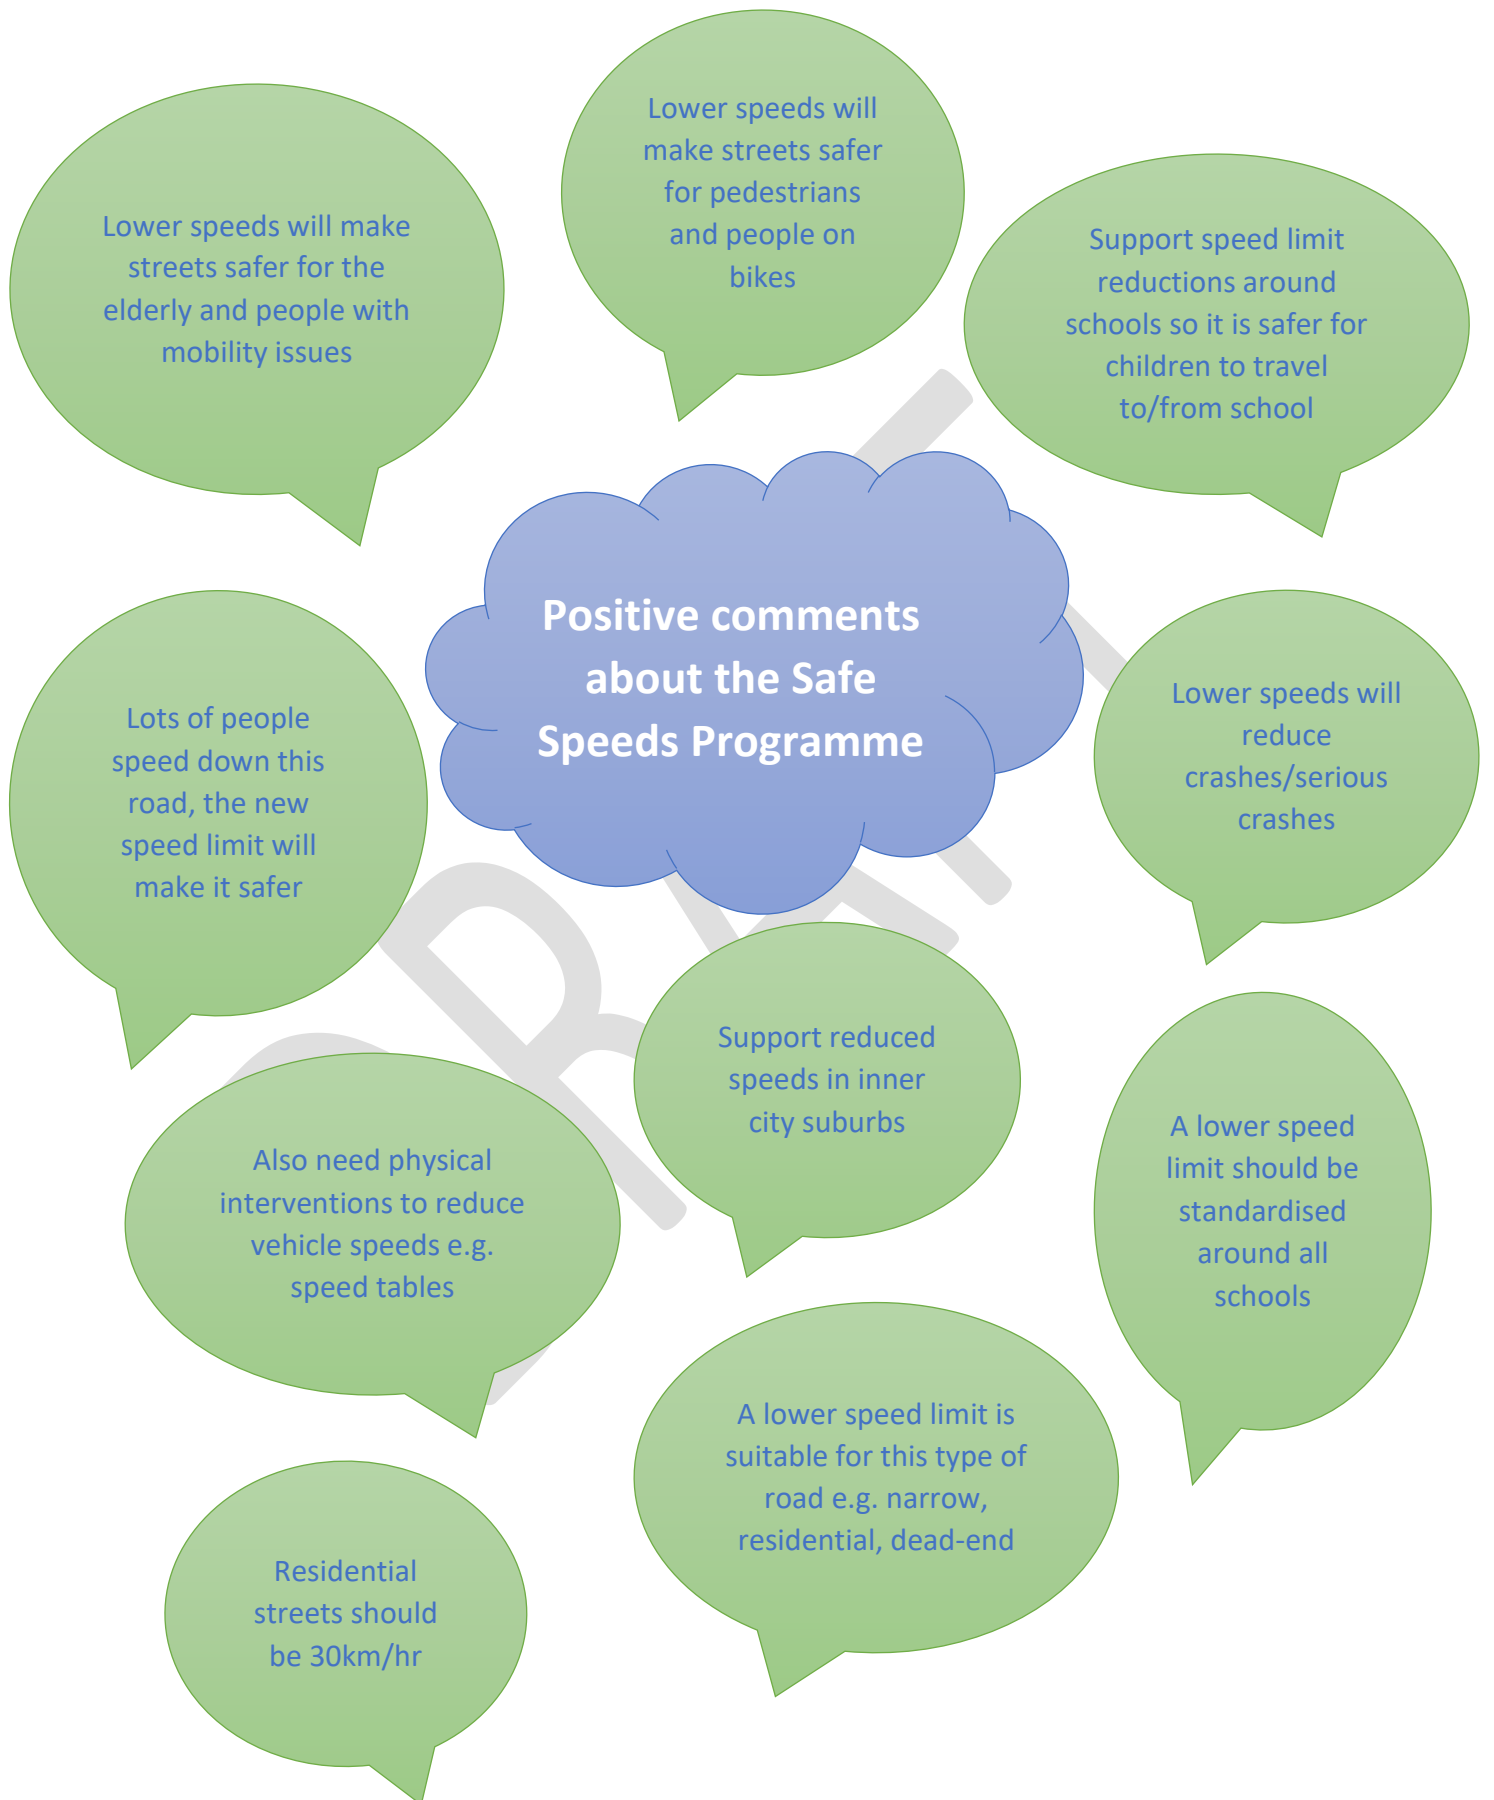 Lower speeds will
make streets safer
for pedestrians
and people on
bikes
Lower speeds will make
streets safer for the
elderly and people with
mobility issues
Support speed limit
reductions around
schools so it is safer for
children to travel
to/from school
Positive comments
about the Safe
Speeds Programme
Lots of people
speed down this
road, the new
speed limit will
make it safer
Lower speeds will
reduce
crashes/serious
crashes
Support reduced
speeds in inner
city suburbs
Also need physical
interventions to reduce
vehicle speeds e.g.
speed tables
A lower speed
limit should be
standardised
around all
schools
A lower speed limit is
suitable for this type of
road e.g. narrow,
residential, dead-end
Residential
streets should
be 30km/hr
DRAFT